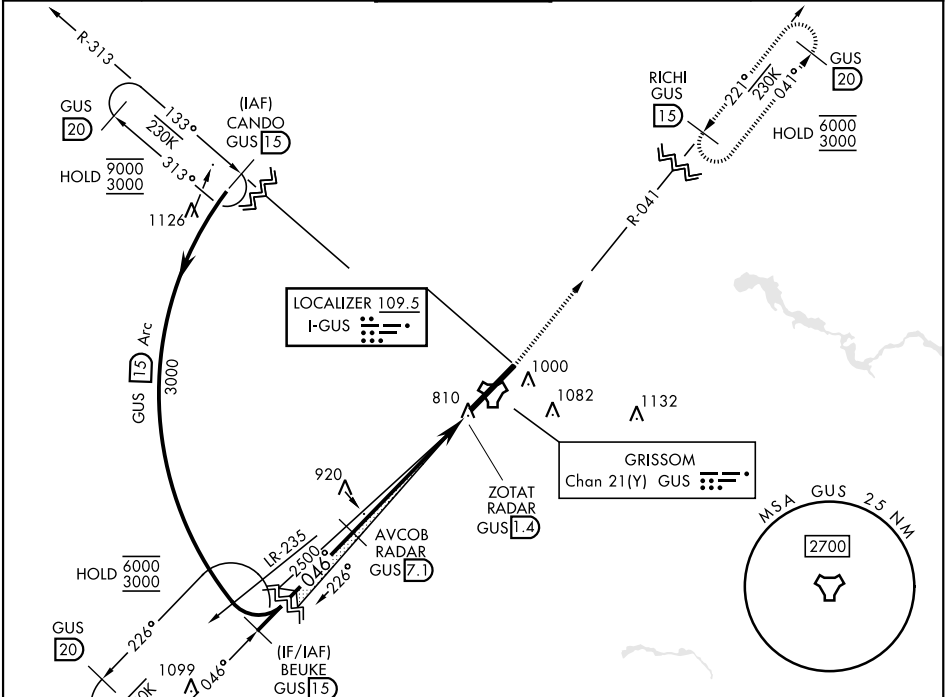 R-313
GUS
20
133°
230K
313°
(IAF)
CANDO
GUS 15
HOLD 9000
3000
1126
RICHI
GUS
15
221°
230K
041°
GUS
20
HOLD 6000
3000
R-041
LOCALIZER 109.5
I-GUS
GUS 15 Arc
3000
810
1000
1082
1132
GRISSOM
Chan 21(Y) GUS
920
ZOTAT
RADAR
GUS 1.4
AVCOB
RADAR
GUS 7.1
LR-235
2500
046°
226°
HOLD 6000
3000
GUS
20
226°
1099
046°
0K
(IF/IAF)
BEUKE
GUS 15
MSA GUS 25 NM
2700